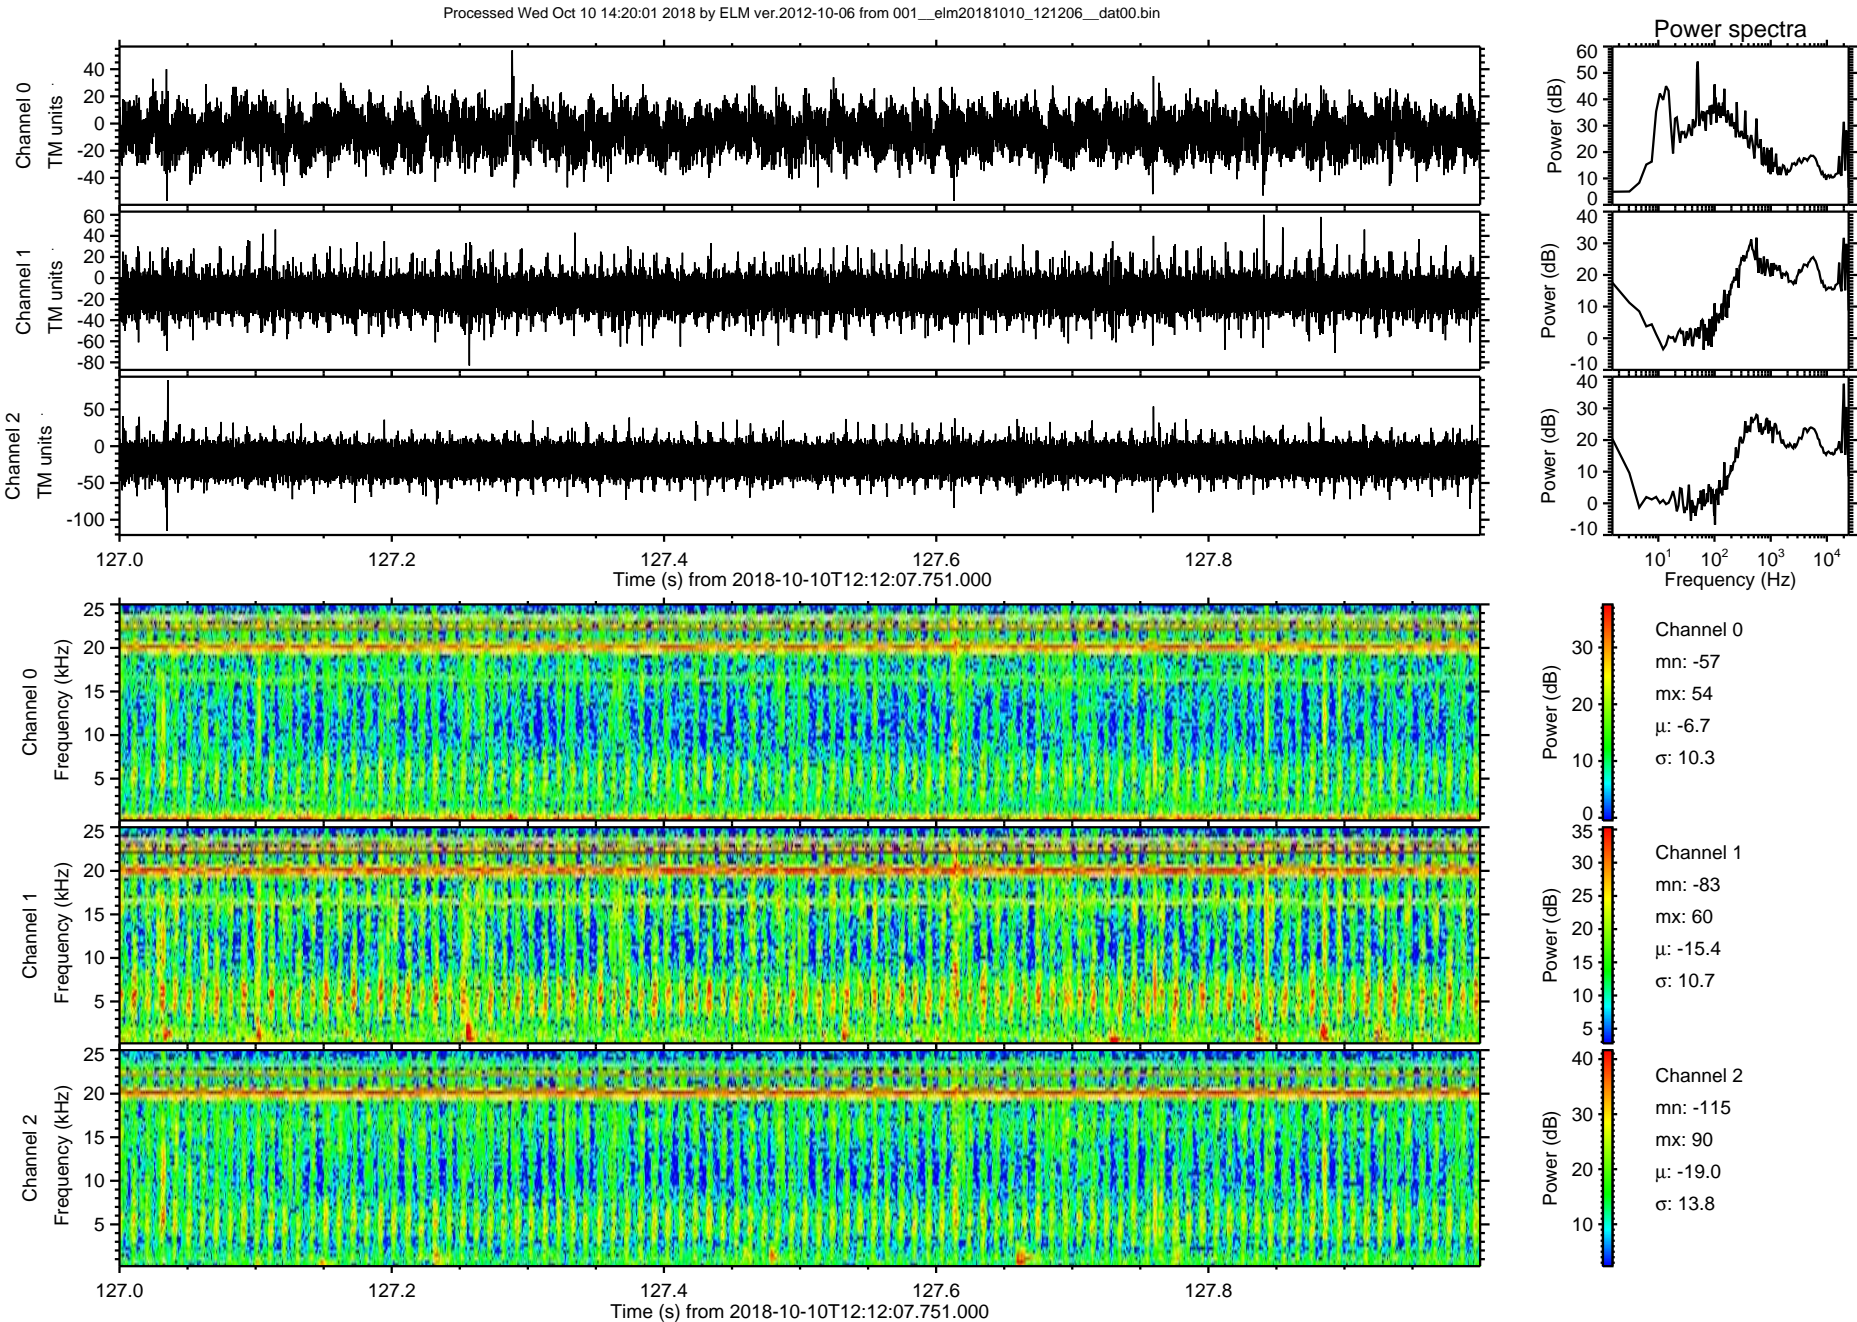 Processed Wed Oct 10 14:20:01 2018 by ELM ver.2012-10-06 from 001__elm20181010_121206__dat00.bin
Power spectra
Channel 0
TM units
40
20
0
-20
-40
Power (dB)
60
50
40
30
20
10
0
Channel 1
TM units
60
40
20
0
-20
-40
-60
-80
Power (dB)
40
30
20
10
0
-10
Channel 2
TM units
50
0
-50
-100
Power (dB)
40
30
20
10
0
-10
127.0 127.2 127.4 127.6 127.8
Time (s) from 2018-10-10T12:12:07.751.000
10^1 10^2 10^3 10^4
Frequency (Hz)
Channel 0
Frequency (kHz)
25
20
15
10
5
Power (dB)
30
20
10
0
Channel 0
mn: -57
mx: 54
µ: -6.7
σ: 10.3
Channel 1
Frequency (kHz)
25
20
15
10
5
Power (dB)
35
30
25
20
15
10
5
Channel 1
mn: -83
mx: 60
µ: -15.4
σ: 10.7
Channel 2
Frequency (kHz)
25
20
15
10
5
Power (dB)
40
30
20
10
Channel 2
mn: -115
mx: 90
µ: -19.0
σ: 13.8
127.0 127.2 127.4 127.6 127.8
Time (s) from 2018-10-10T12:12:07.751.000